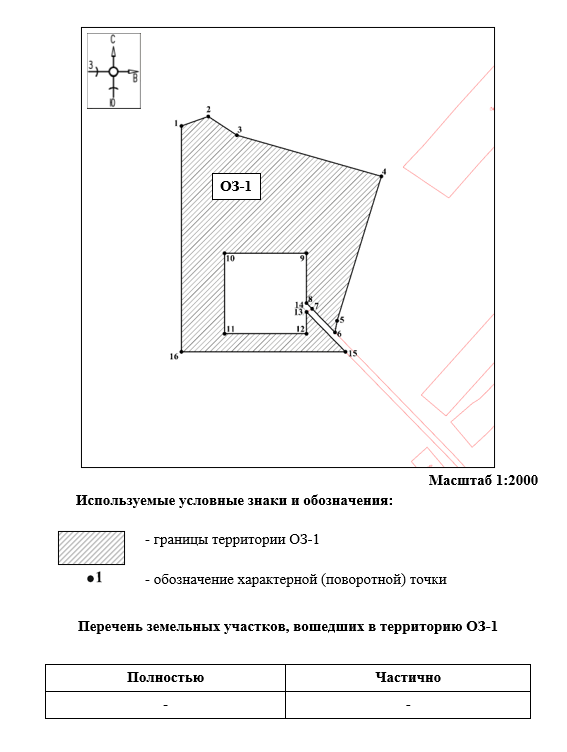 С
З
В
Ю
1
2
3
4
ОЗ-1
10
9
8
14
7
13
5
6
11
12
16
15
Масштаб 1:2000
Используемые условные знаки и обозначения:
- границы территории ОЗ-1
●1 - обозначение характерной (поворотной) точки
Перечень земельных участков, вошедших в территорию ОЗ-1
Полностью Частично
- -